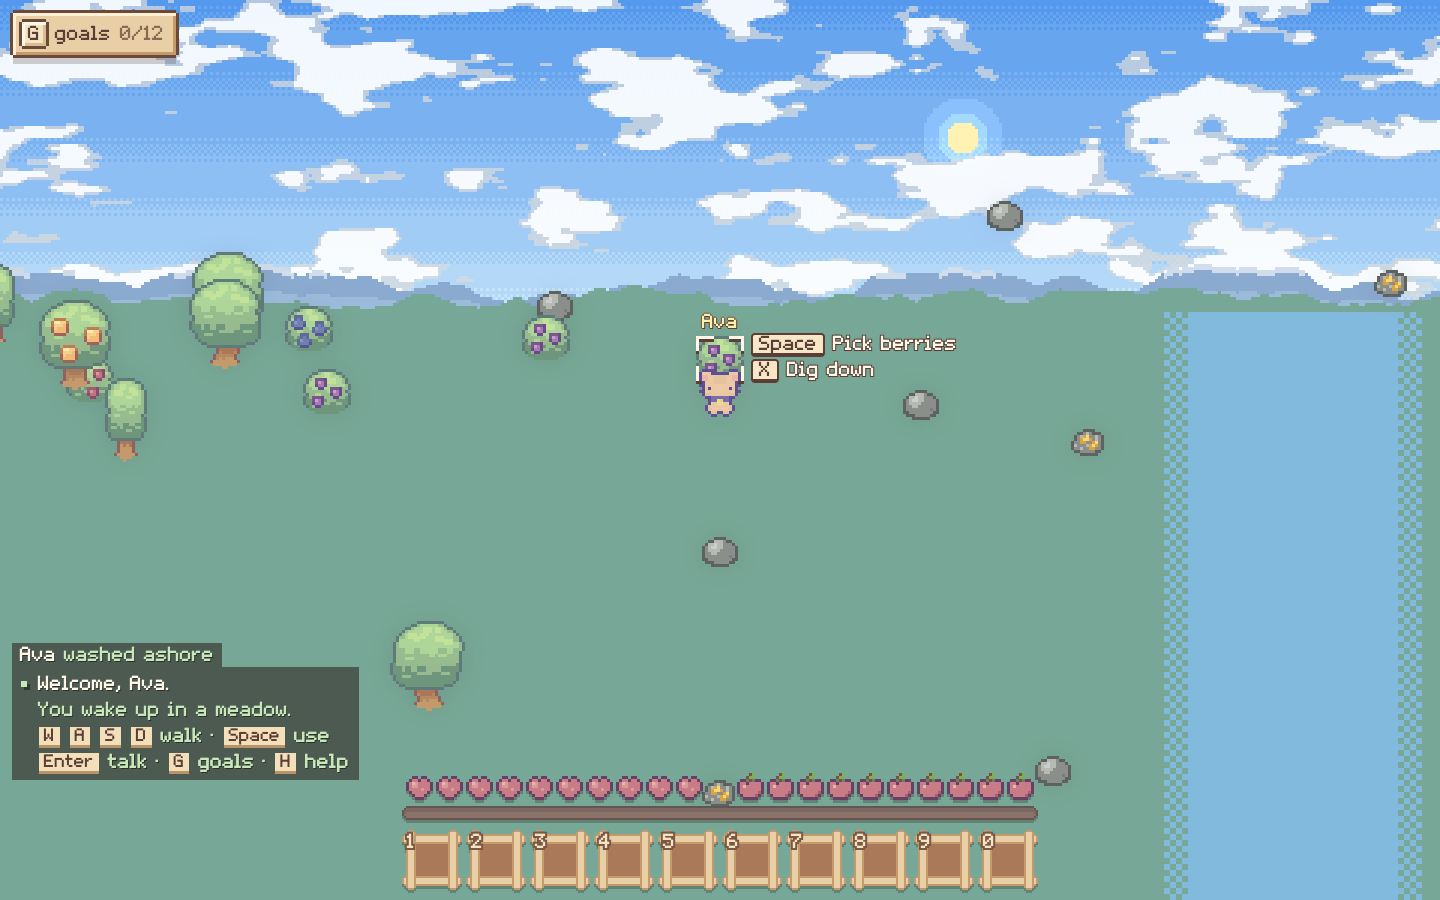 G goals 0/12
Ava
Space Pick berries
X Dig down
Ava washed ashore
Welcome, Ava.
You wake up in a meadow.
W A S D walk · Space use
Enter talk · G goals · H help
1 2 3 4 5 6 7 8 9 0